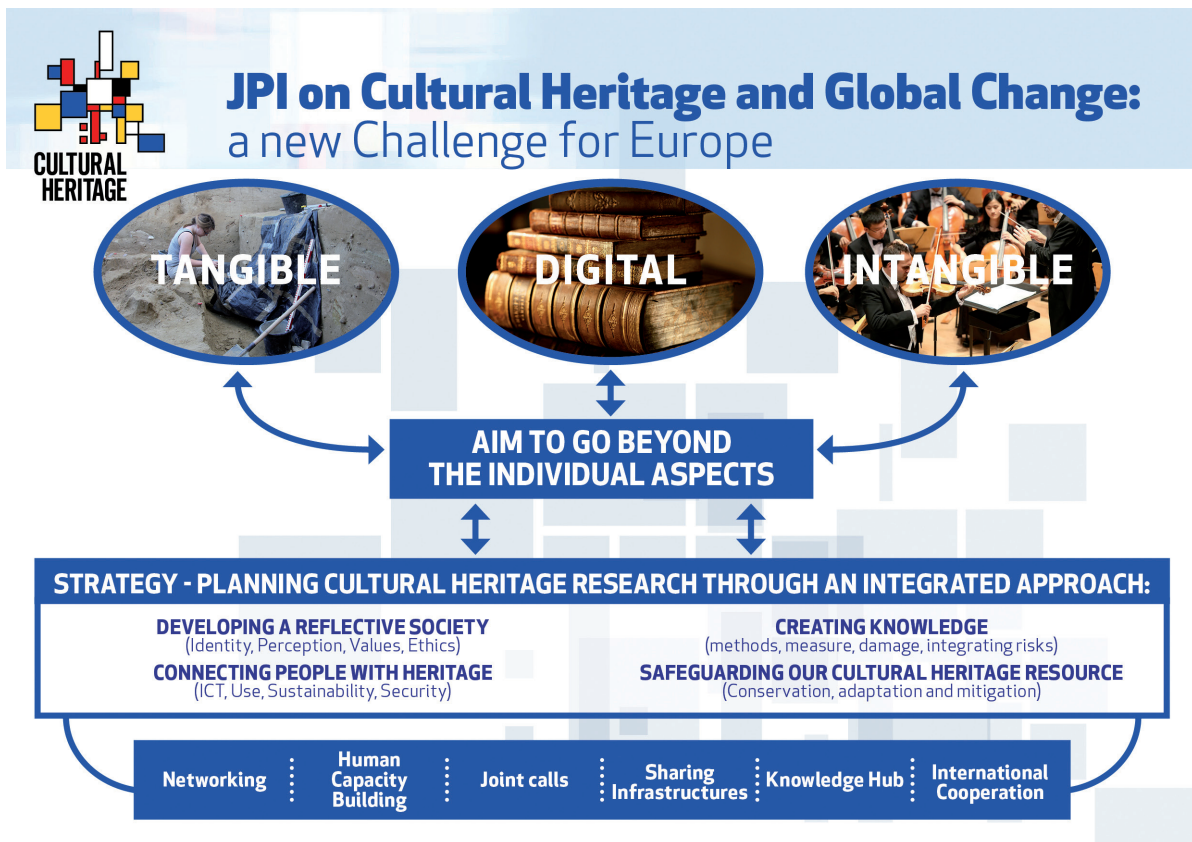 JPI on Cultural Heritage and Global Change:
a new Challenge for Europe
CULTURAL
HERITAGE
TANGIBLE
DIGITAL
INTANGIBLE
AIM TO GO BEYOND
THE INDIVIDUAL ASPECTS
STRATEGY - PLANNING CULTURAL HERITAGE RESEARCH THROUGH AN INTEGRATED APPROACH:
DEVELOPING A REFLECTIVE SOCIETY
(Identity, Perception, Values, Ethics)
CONNECTING PEOPLE WITH HERITAGE
(ICT, Use, Sustainability, Security)
CREATING KNOWLEDGE
(methods, measure, damage, integrating risks)
SAFEGUARDING OUR CULTURAL HERITAGE RESOURCE
(Conservation, adaptation and mitigation)
Networking
Human
Capacity
Building
Joint calls
Sharing
Infrastructures
Knowledge Hub
International
Cooperation